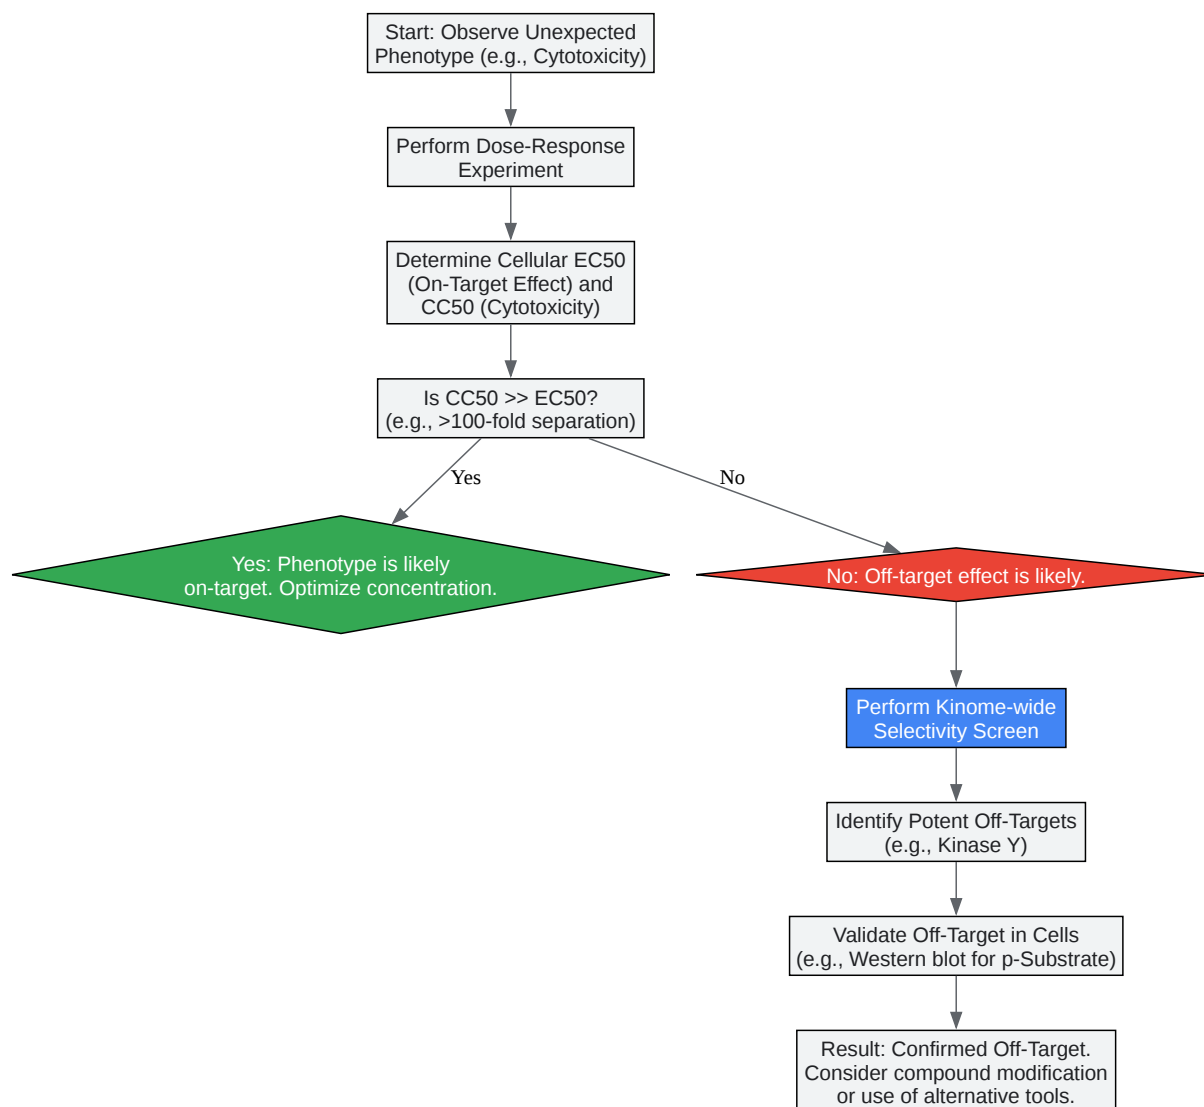 Start: Observe Unexpected
Phenotype (e.g., Cytotoxicity)
Perform Dose-Response
Experiment
Determine Cellular EC50
(On-Target Effect) and
CC50 (Cytotoxicity)
Is CC50 >> EC50?
(e.g., >100-fold separation)
Yes
No
Yes: Phenotype is likely
on-target. Optimize concentration.
No: Off-target effect is likely.
Perform Kinome-wide
Selectivity Screen
Identify Potent Off-Targets
(e.g., Kinase Y)
Validate Off-Target in Cells
(e.g., Western blot for p-Substrate)
Result: Confirmed Off-Target.
Consider compound modification
or use of alternative tools.